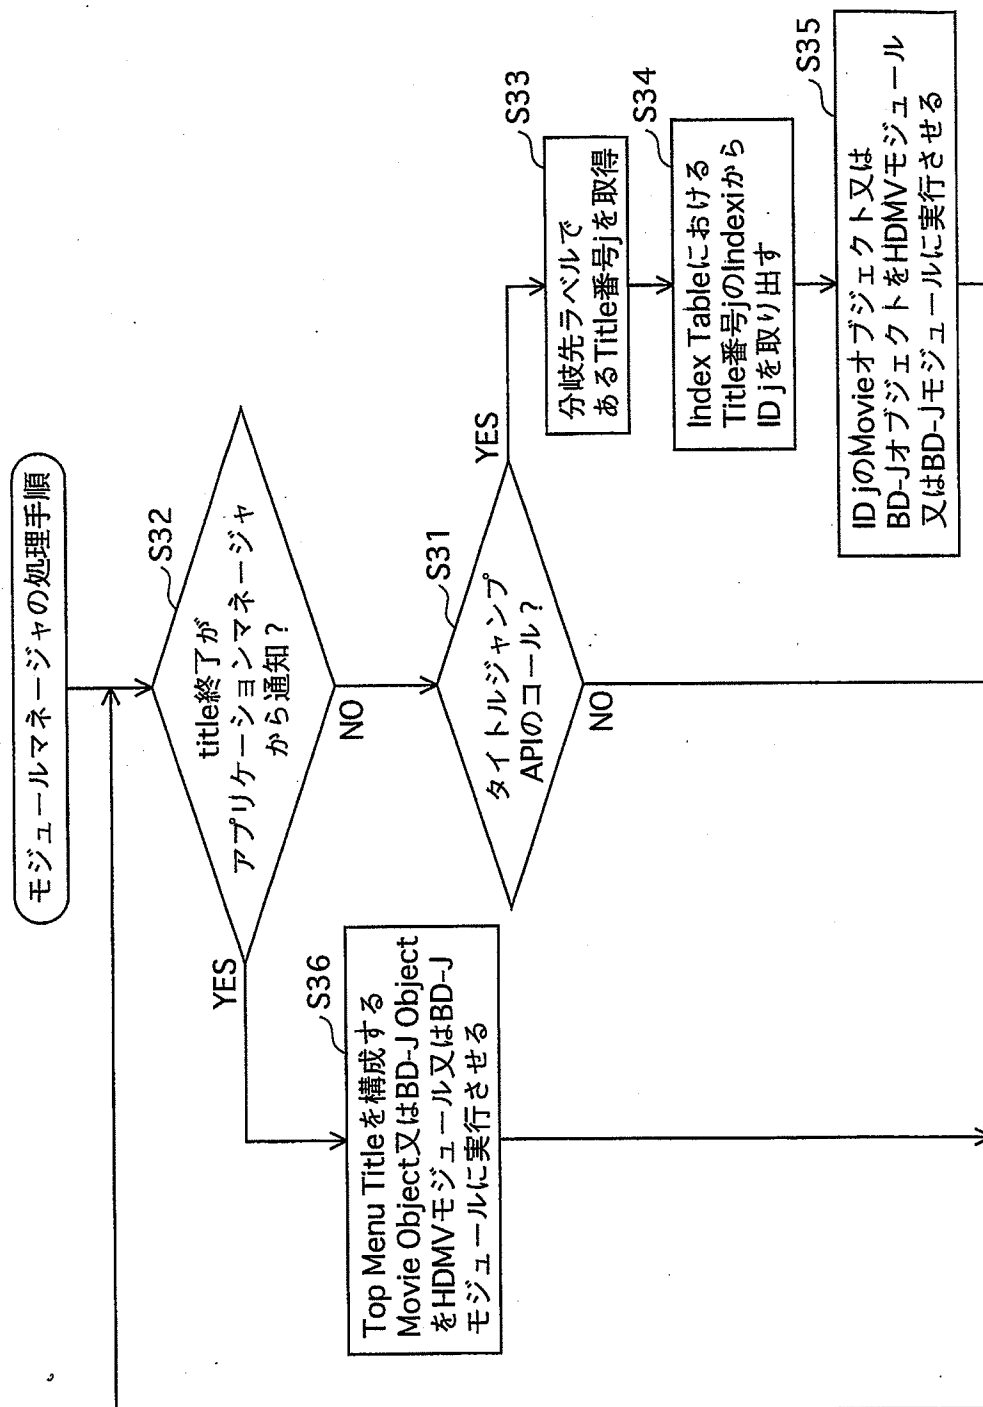 モジュールマネージャの処理手順
S32
title終了が
アプリケーションマネージャ
から通知？
YES
NO
S36
Top Menu Titleを構成する
Movie Object又はBD-J Object
をHDMVモジュール又はBD-J
モジュールに実行させる
S31
タイトルジャンプ
APIのコール？
YES
NO
S33
分岐先ラベルで
あるTitle番号jを取得
S34
Index Tableにおける
Title番号jのIndexiから
ID jを取り出す
S35
ID jのMovieオブジェクト又は
BD-JオブジェクトをHDMVモジュール
又はBD-Jモジュールに実行させる